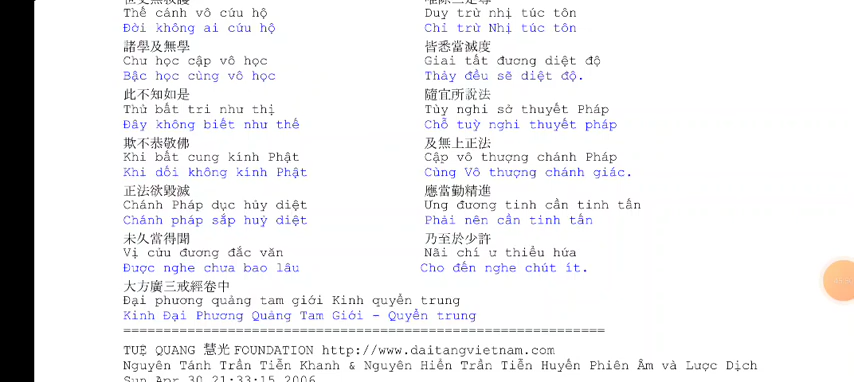 Thế cánh vô cứu hộ Duy trừ nhị túc tôn
Đời không ai cứu hộ Chỉ trừ Nhị túc tôn
諸學及無學 皆悉當滅度
Chư học cập vô học Giai tất đương diệt độ
Bậc học cùng vô học Thảy đều sẽ diệt độ.
此不知如是 隨宜所說法
Thử bất tri như thị Tùy nghi sở thuyết Pháp
Đây không biết như thế Chỗ tuỳ nghi thuyết pháp
欺不恭敬佛 及無上正法
Khi bất cung kính Phật Cập Vô thượng chánh Pháp
Khi dối không kính Phật Cùng Vô thượng chánh giác.
正法欲毀滅 應當勤精進
Chánh Pháp dục hủy diệt Ưng đương tinh cần tinh tấn
Chánh pháp sắp huỷ diệt Phải nên cần tinh tấn
未久當得聞 乃至於少許
Vị cửu đương đắc văn Nãi chí ư thiểu hứa
Được nghe chưa bao lâu Cho đến nghe chút ít.
大方廣三戒經卷中
Đại phương quảng tam giới Kinh quyển trung
Kinh Đại Phương Quảng Tam Giới - Quyển trung
============================================================
TUỆ QUANG 慧光 FOUNDATION http://www.daitangvietnam.com
Nguyên Tánh Trần Tiễn Khanh & Nguyên Hiển Trần Tiễn Huyến Phiên Âm và Lược Dịch
Sun Apr 30 21:33:15 2006